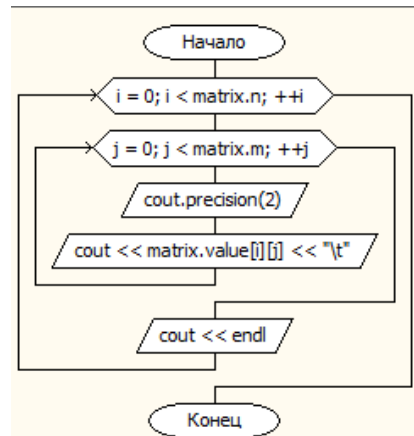 Начало
i = 0; i < matrix.n; ++i
j = 0; j < matrix.m; ++j
cout.precision(2)
cout << matrix.value[i][j] << "\t"
cout << endl
Конец